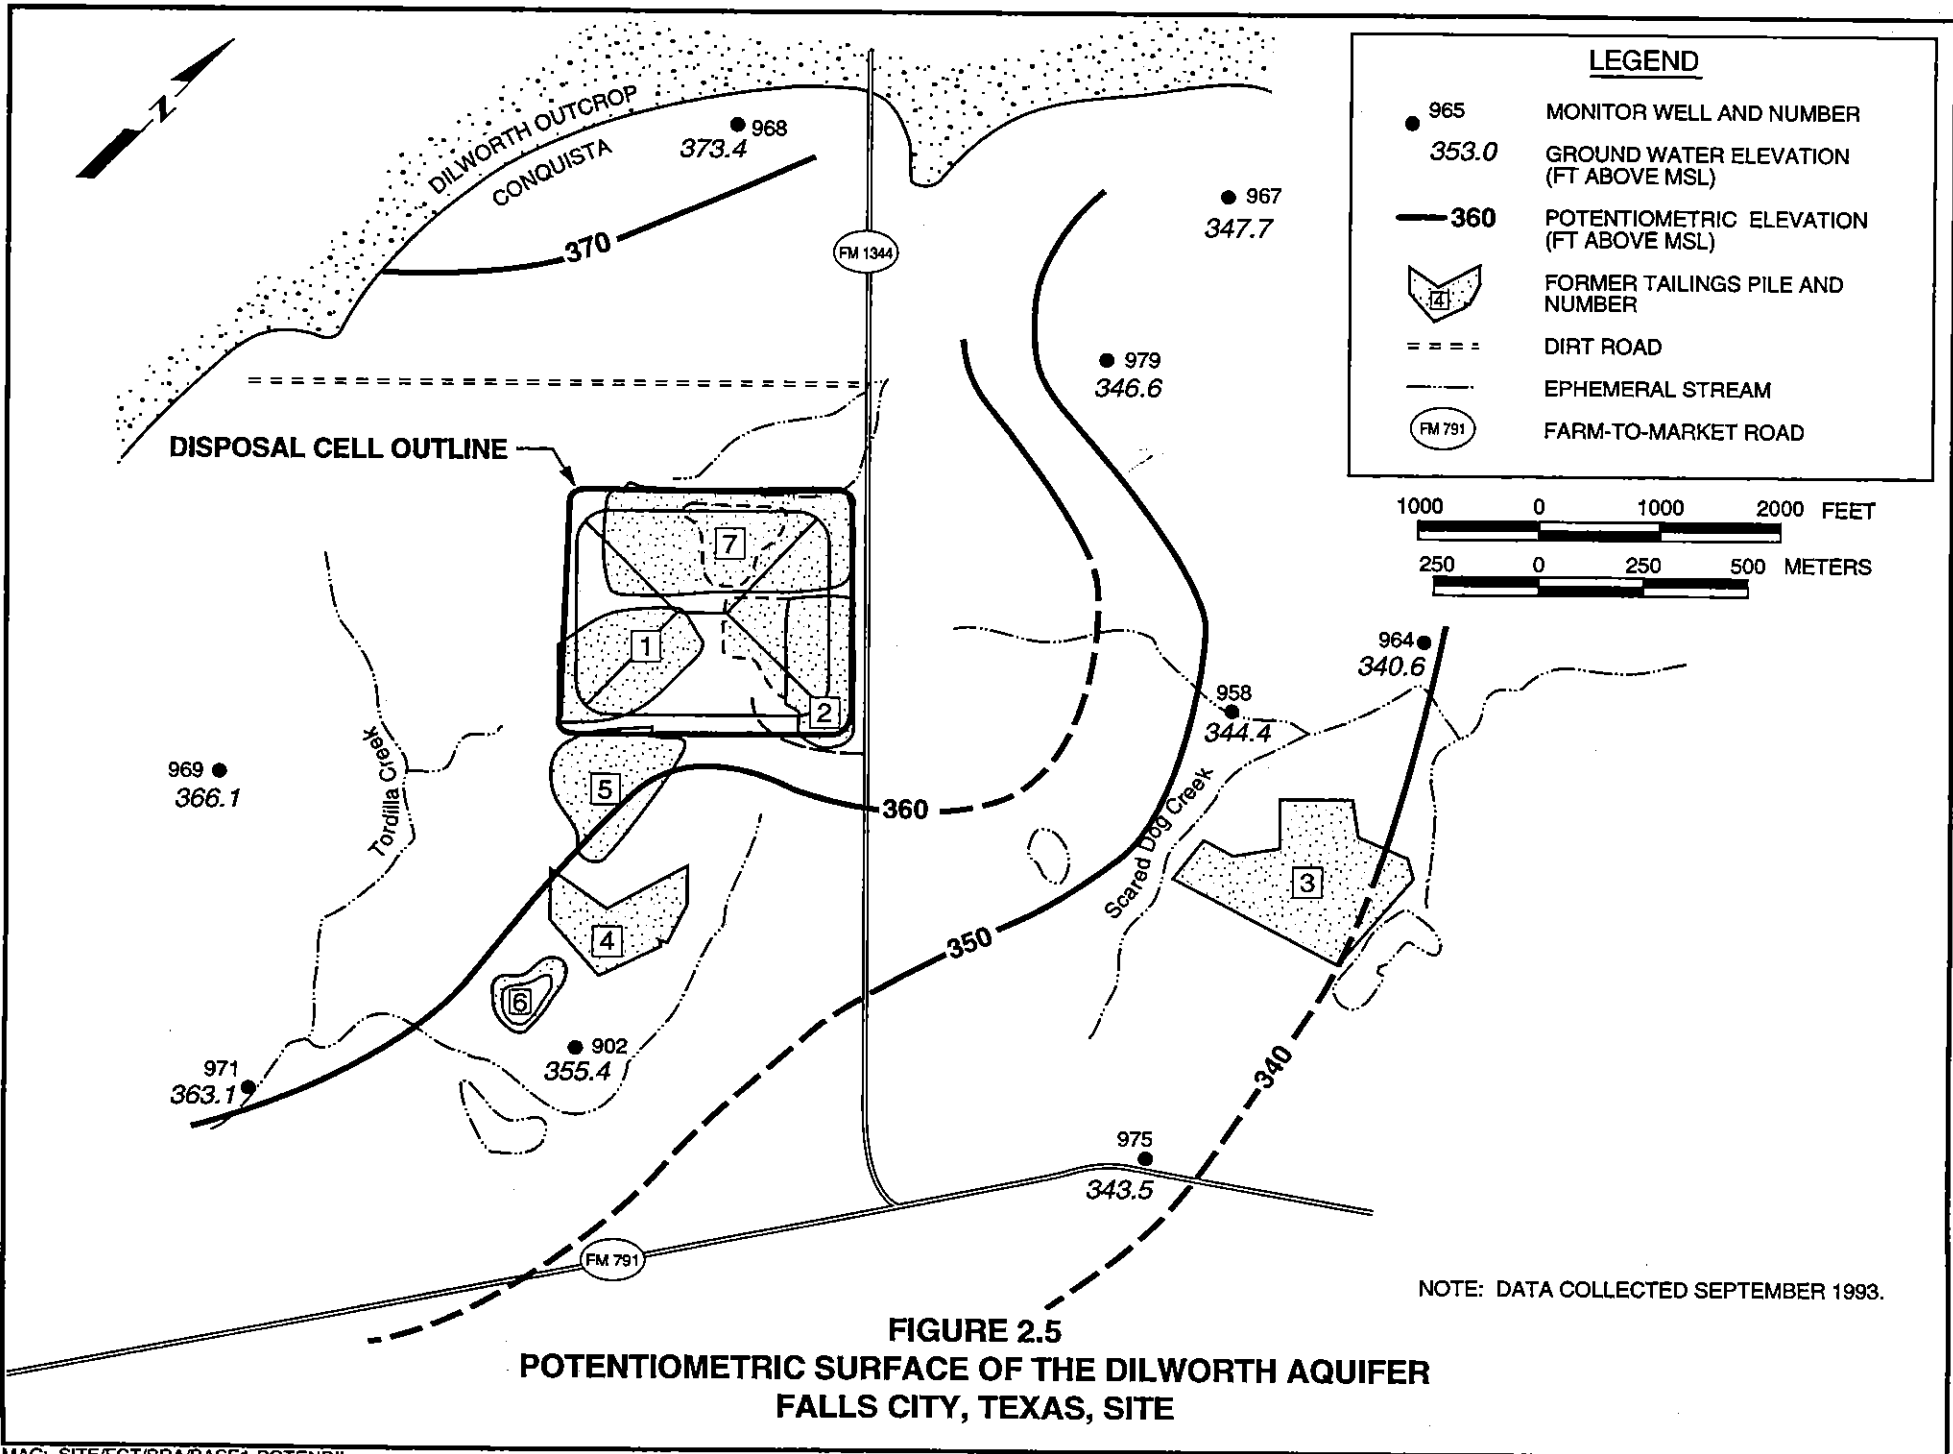 N
DILWORTH OUTCROP
CONQUISTA
968
373.4
370
FM 1344
967
347.7
979
346.6
LEGEND
965 MONITOR WELL AND NUMBER
353.0 GROUND WATER ELEVATION
(FT ABOVE MSL)
360 POTENTIOMETRIC ELEVATION
(FT ABOVE MSL)
4 FORMER TAILINGS PILE AND
NUMBER
DIRT ROAD
EPHEMERAL STREAM
FM 791 FARM-TO-MARKET ROAD
1000 0 1000 2000 FEET
250 0 250 500 METERS
DISPOSAL CELL OUTLINE
7
1
2
5
4
6
3
964
340.6
958
344.4
Tordilla Creek
969
366.1
360
Scared Dog Creek
350
902
355.4
971
363.1
340
975
343.5
FM 791
NOTE: DATA COLLECTED SEPTEMBER 1993.
FIGURE 2.5
POTENTIOMETRIC SURFACE OF THE DILWORTH AQUIFER
FALLS CITY, TEXAS, SITE